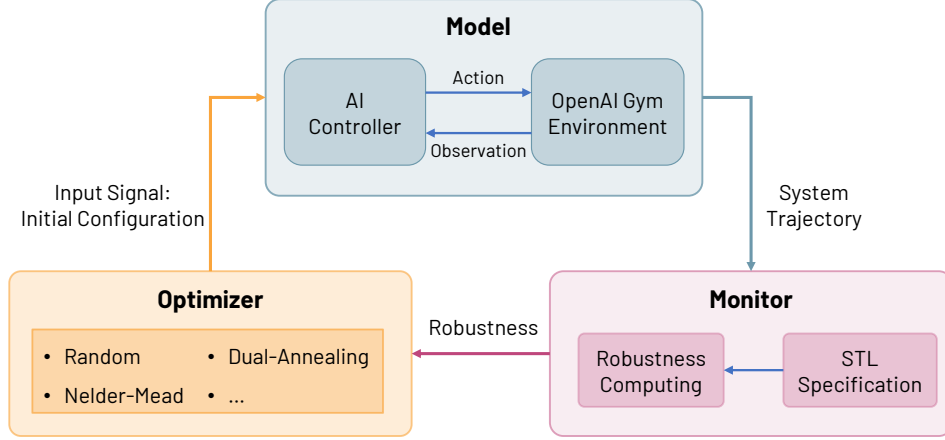 Model
AI
Controller
Action
Observation
OpenAI Gym
Environment
Input Signal:
Initial Configuration
System
Trajectory
Optimizer
• Random
• Nelder-Mead
• Dual-Annealing
• ...
Robustness
Monitor
Robustness
Computing
STL
Specification